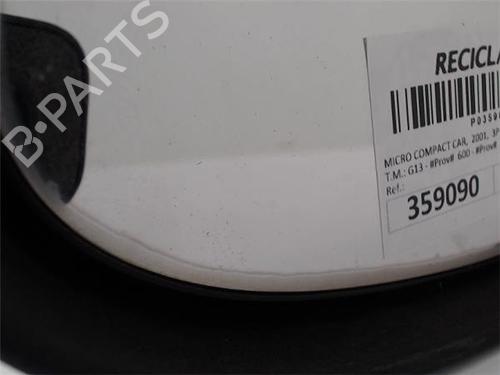 B-PARTS
RECICLA
P0359
MICRO COMPACT CAR, 2001, 3P
T.M.: G13 - #Prov# 600 - #Prov#
Ref.:
359090